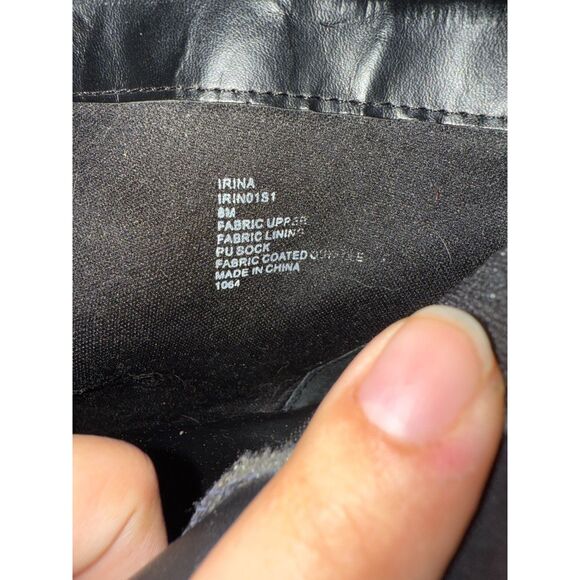 IRINA
IRIN01S1
8M
FABRIC UPPER
FABRIC LINING
PU SOCK
FABRIC COATED OUTSOLE
MADE IN CHINA
1064